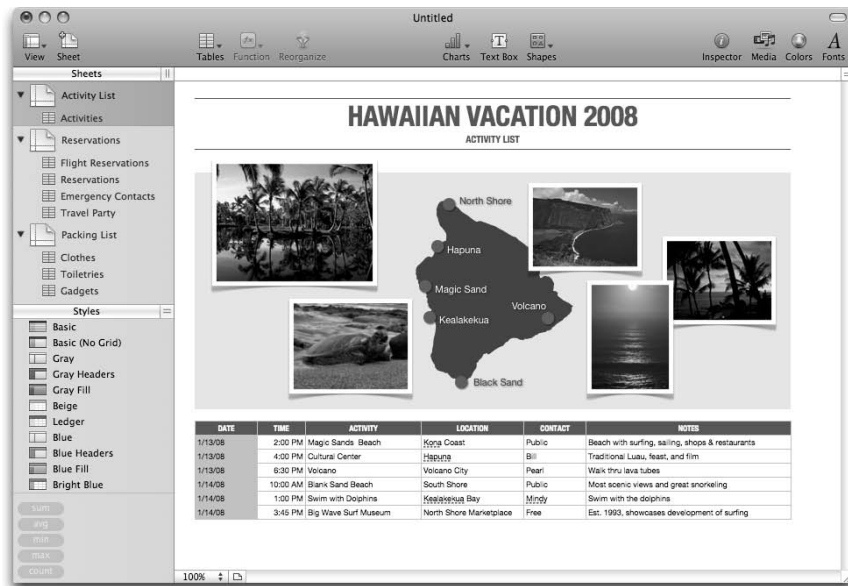 Untitled
View Sheet Tables Function Reorganize Charts Text Box Shapes Inspector Media Colors Fonts
Sheets
Activity List
Activities
Reservations
Flight Reservations
Reservations
Emergency Contacts
Travel Party
Packing List
Clothes
Toiletries
Gadgets
Styles
Basic
Basic (No Grid)
Gray
Gray Headers
Gray Fill
Beige
Ledger
Blue
Blue Headers
Blue Fill
Bright Blue
sum
avg
min
max
count
HAWAIIAN VACATION 2008
ACTIVITY LIST
North Shore
Hapuna
Magic Sand
Volcano
Kealakekua
Black Sand
DATE TIME ACTIVITY LOCATION CONTACT NOTES
1/13/08 2:00 PM Magic Sands Beach Kona Coast Public Beach with surfing, sailing, shops & restaurants
1/13/08 4:00 PM Cultural Center Hapuna Bill Traditional Luau, feast, and film
1/13/08 6:30 PM Volcano Volcano City Pearl Walk thru lava tubes
1/14/08 10:00 AM Blank Sand Beach South Shore Public Most scenic views and great snorkeling
1/14/08 1:00 PM Swim with Dolphins Kealakekua Bay Mindy Swim with the dolphins
1/14/08 3:45 PM Big Wave Surf Museum North Shore Marketplace Free Est. 1993, showcases development of surfing
100%